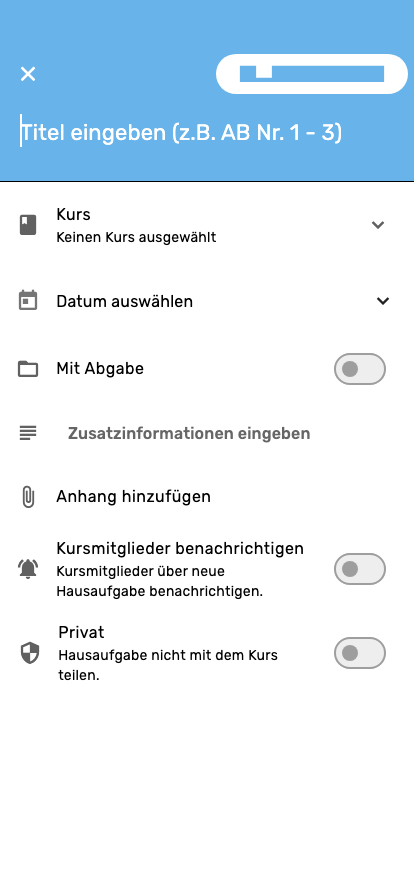 Titel eingeben (z.B. AB Nr. 1 - 3)
Kurs
Keinen Kurs ausgewählt
Datum auswählen
Mit Abgabe
Zusatzinformationen eingeben
Anhang hinzufügen
Kursmitglieder benachrichtigen
Kursmitglieder über neue
Hausaufgabe benachrichtigen.
Privat
Hausaufgabe nicht mit dem Kurs
teilen.